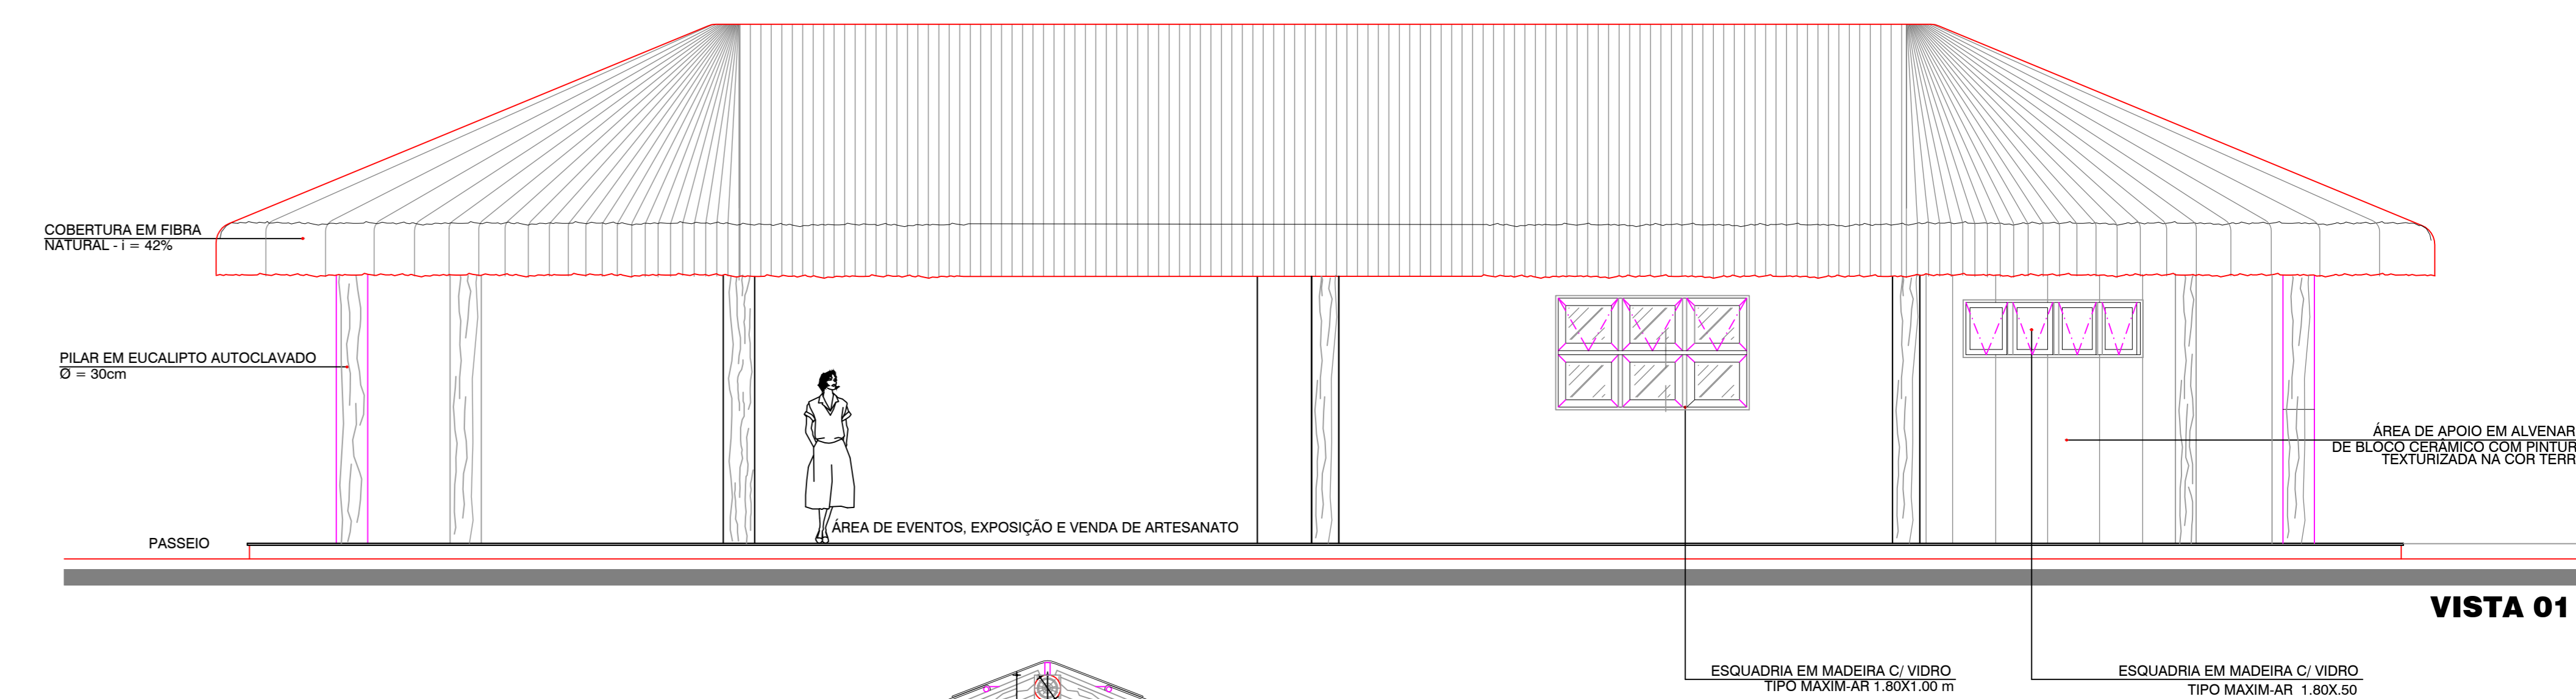 COBERTURA EM FIBRA
NATURAL - i = 42%
PILAR EM EUCALIPTO AUTOCLAVADO
Ø = 30cm
ÁREA DE APOIO EM ALVENAR
DE BLOCO CERÂMICO COM PINTUR
TEXTURIZADA NA COR TERR
ÁREA DE EVENTOS, EXPOSIÇÃO E VENDA DE ARTESANATO
PASSEIO
VISTA 01
ESQUADRIA EM MADEIRA C/ VIDRO
TIPO MAXIM-AR 1.80X1.00 m
ESQUADRIA EM MADEIRA C/ VIDRO
TIPO MAXIM-AR 1.80X.50